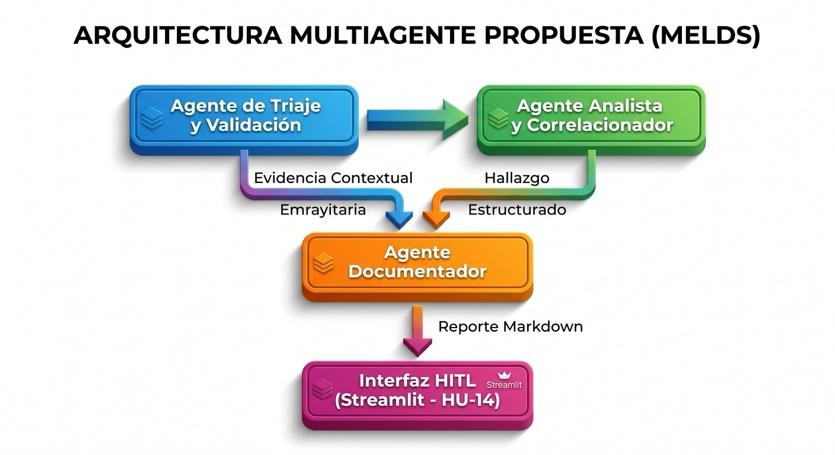 ARQUITECTURA MULTIAGENTE PROPUESTA (MELDS)
Agente de Triaje
y Validación
Agente Analista
y Correlacionador
Evidencia Contextual
Emrayitaria
Hallazgo
Estructurado
Agente
Documentador
Reporte Markdown
Interfaz HITL
(Streamlit - HU-14)
Streamlit